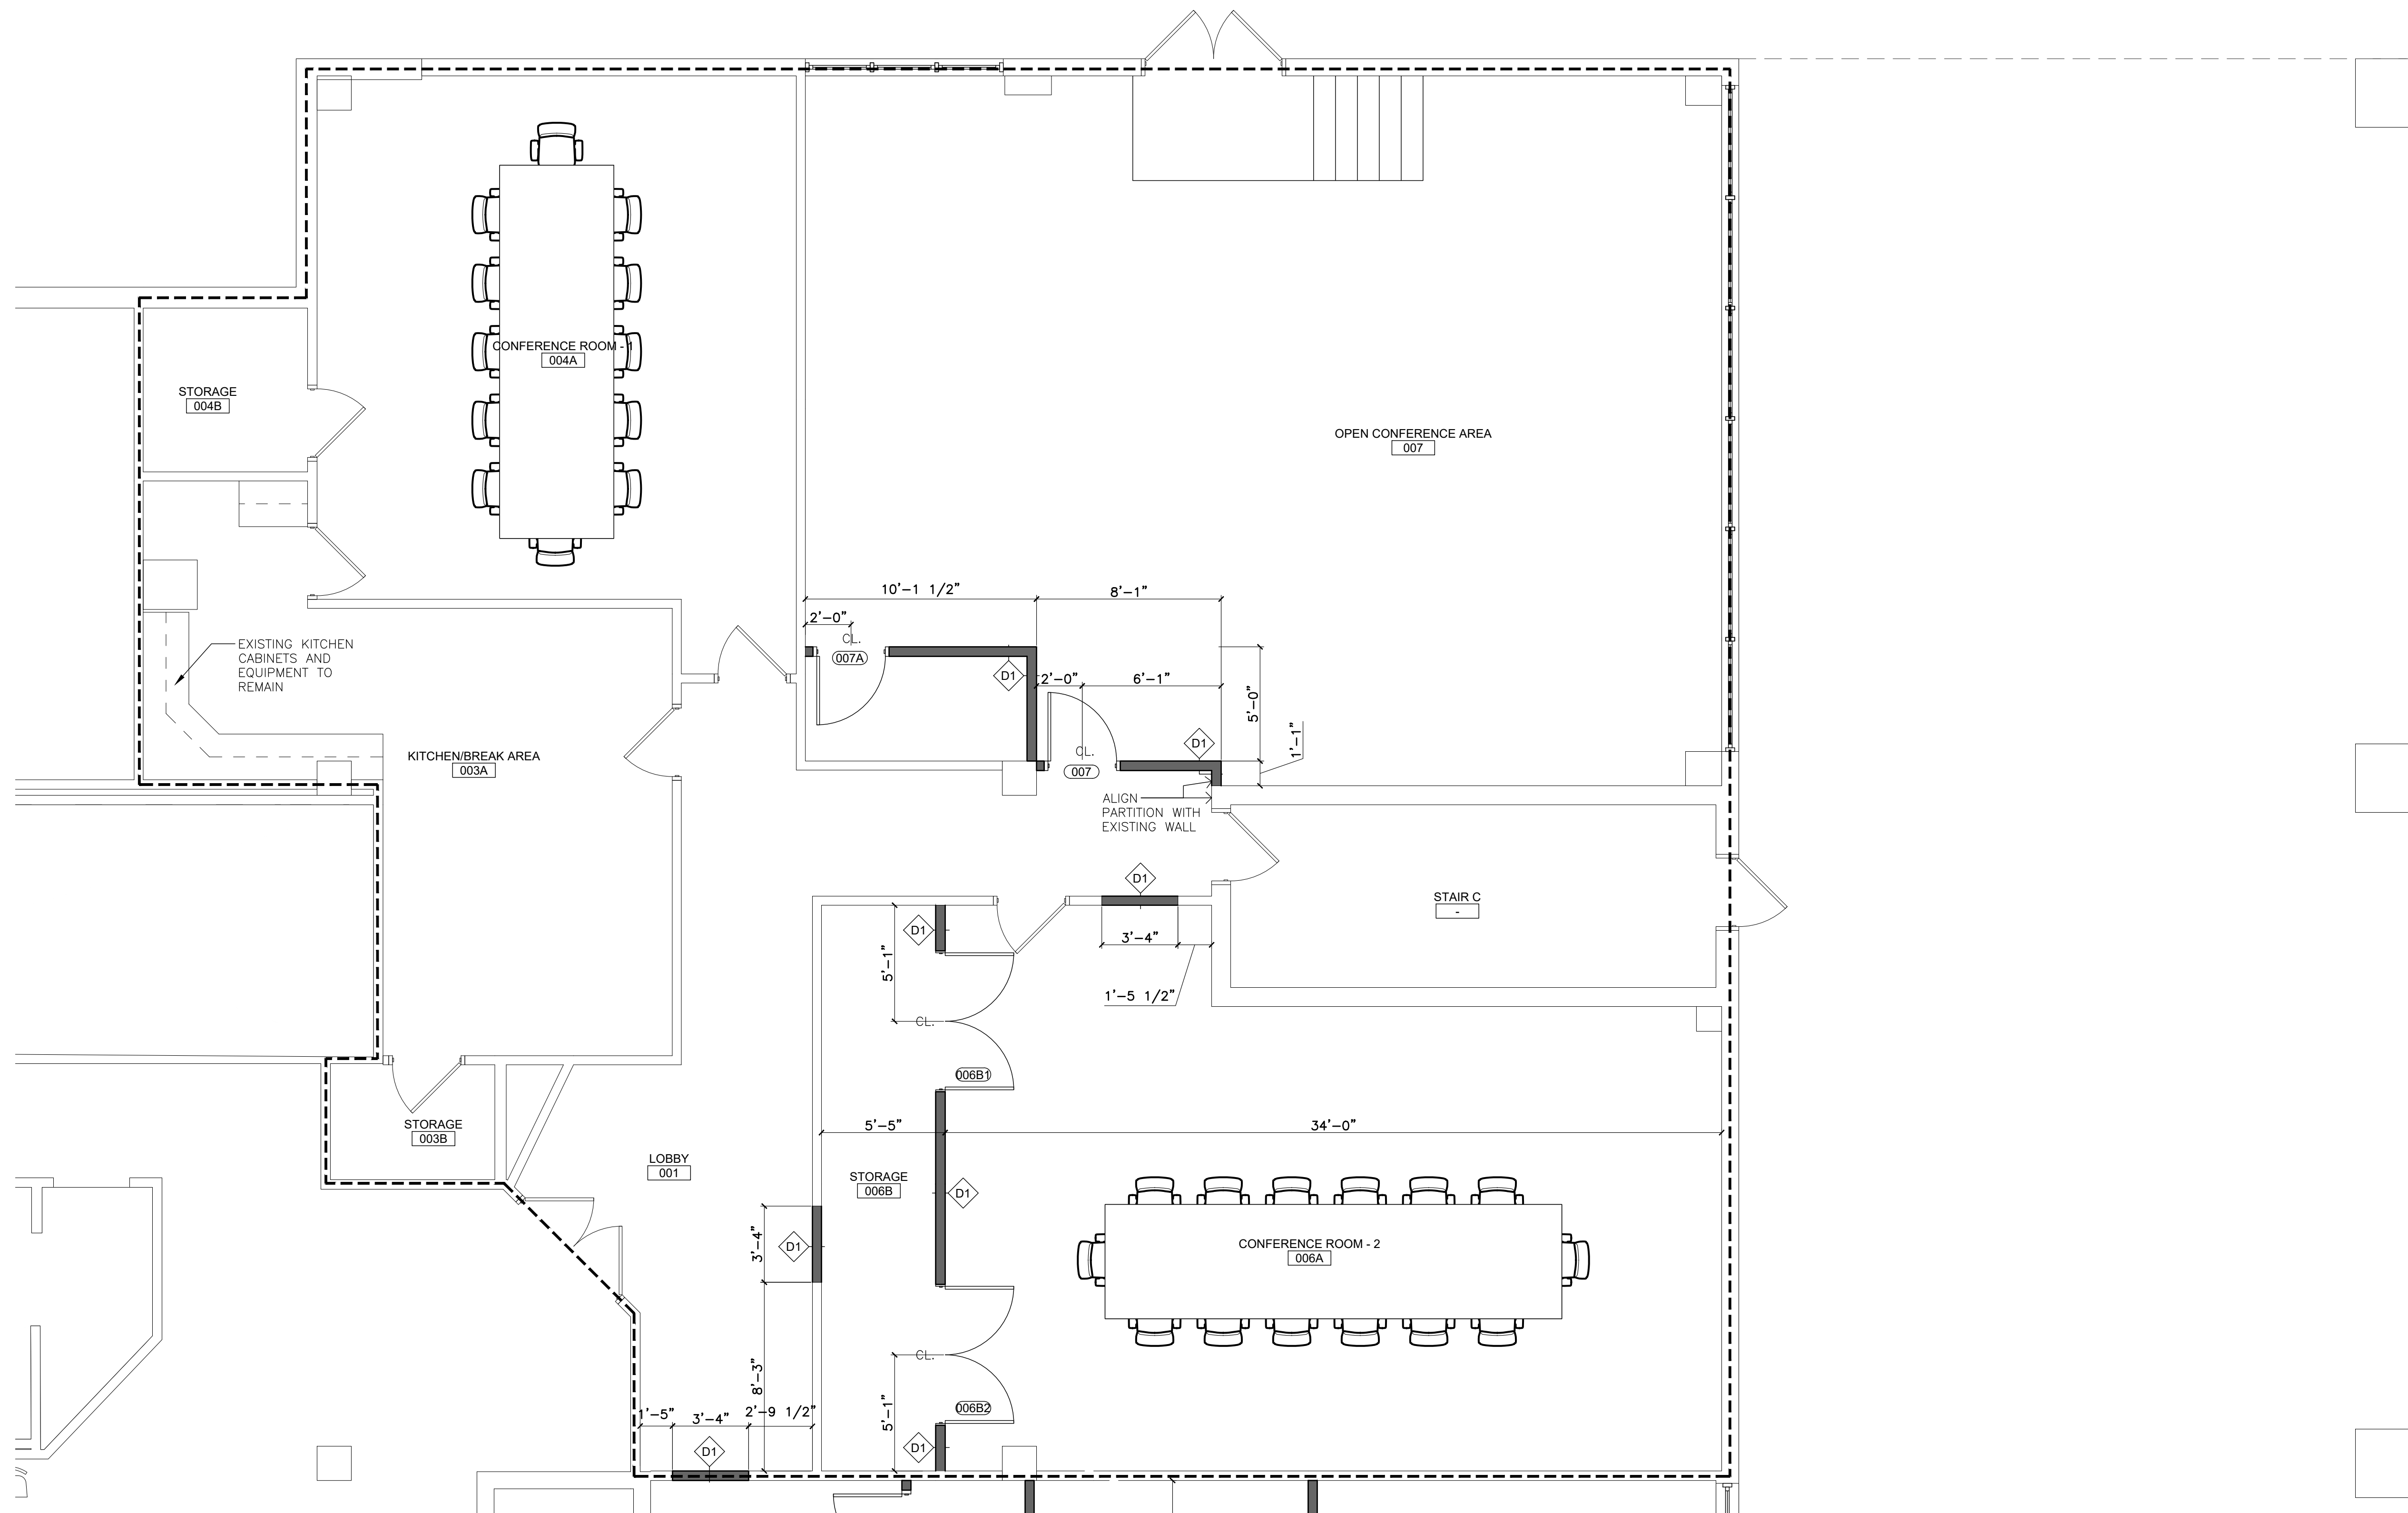 CONFERENCE ROOM - 1
004A
STORAGE
004B
OPEN CONFERENCE AREA
007
10'-1 1/2"
8'-1"
2'-0"
CL.
007A
EXISTING KITCHEN
CABINETS AND
EQUIPMENT TO
REMAIN
D1
2'-0"
6'-1"
5'-0"
1'-1"
D1
CL.
007
KITCHEN/BREAK AREA
003A
ALIGN
PARTITION WITH
EXISTING WALL
D1
STAIR C
-
D1
3'-4"
5'-1"
1'-5 1/2"
CL.
006B1
STORAGE
003B
5'-5"
34'-0"
LOBBY
001
STORAGE
006B
D1
3'-4"
D1
CONFERENCE ROOM - 2
006A
CL.
8'-3"
5'-1"
006B2
1'-5"
3'-4"
2'-9 1/2"
D1
D1